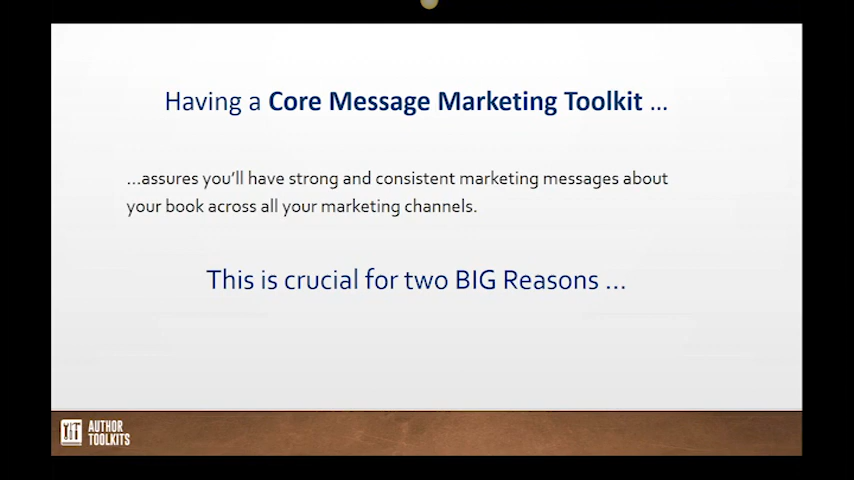 Having a Core Message Marketing Toolkit ...
...assures you'll have strong and consistent marketing messages about
your book across all your marketing channels.
This is crucial for two BIG Reasons ...
AUTHOR
TOOLKITS